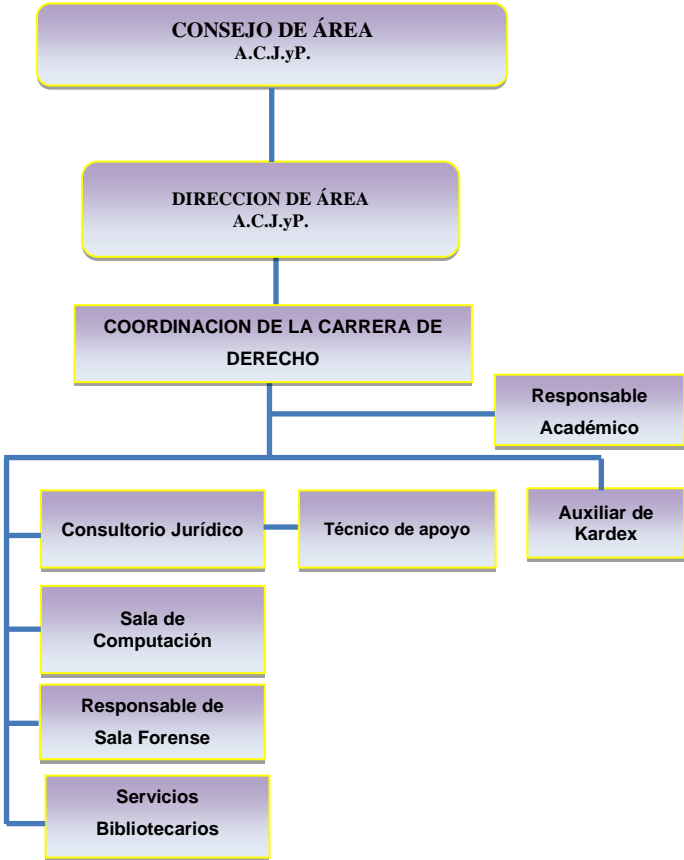 CONSEJO DE ÁREA
A.C.J.yP.
DIRECCION DE ÁREA
A.C.J.yP.
COORDINACION DE LA CARRERA DE
DERECHO
Responsable
Académico
Consultorio Jurídico
Técnico de apoyo
Auxiliar de
Kardex
Sala de
Computación
Responsable de
Sala Forense
Servicios
Bibliotecarios